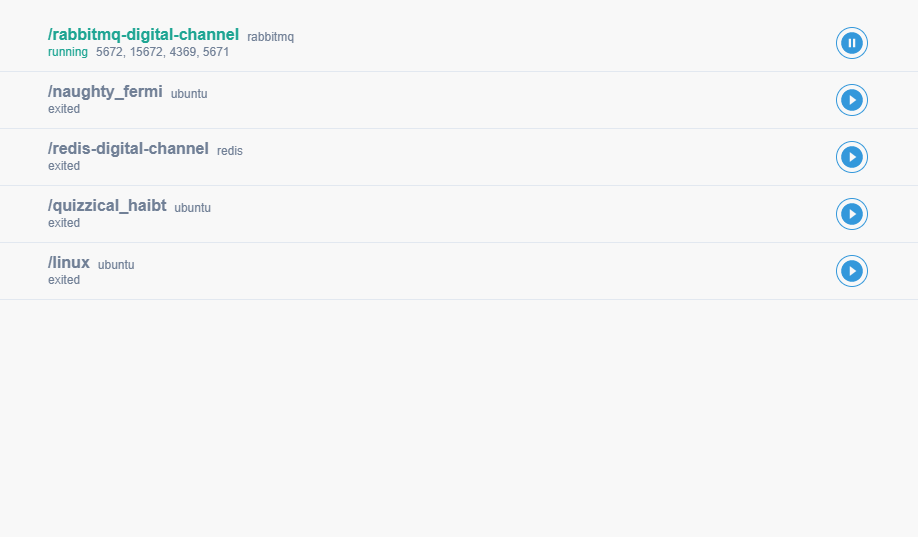 /rabbitmq-digital-channel rabbitmq
running 5672, 15672, 4369, 5671
/naughty_fermi ubuntu
exited
/redis-digital-channel redis
exited
/quizzical_haibt ubuntu
exited
/linux ubuntu
exited